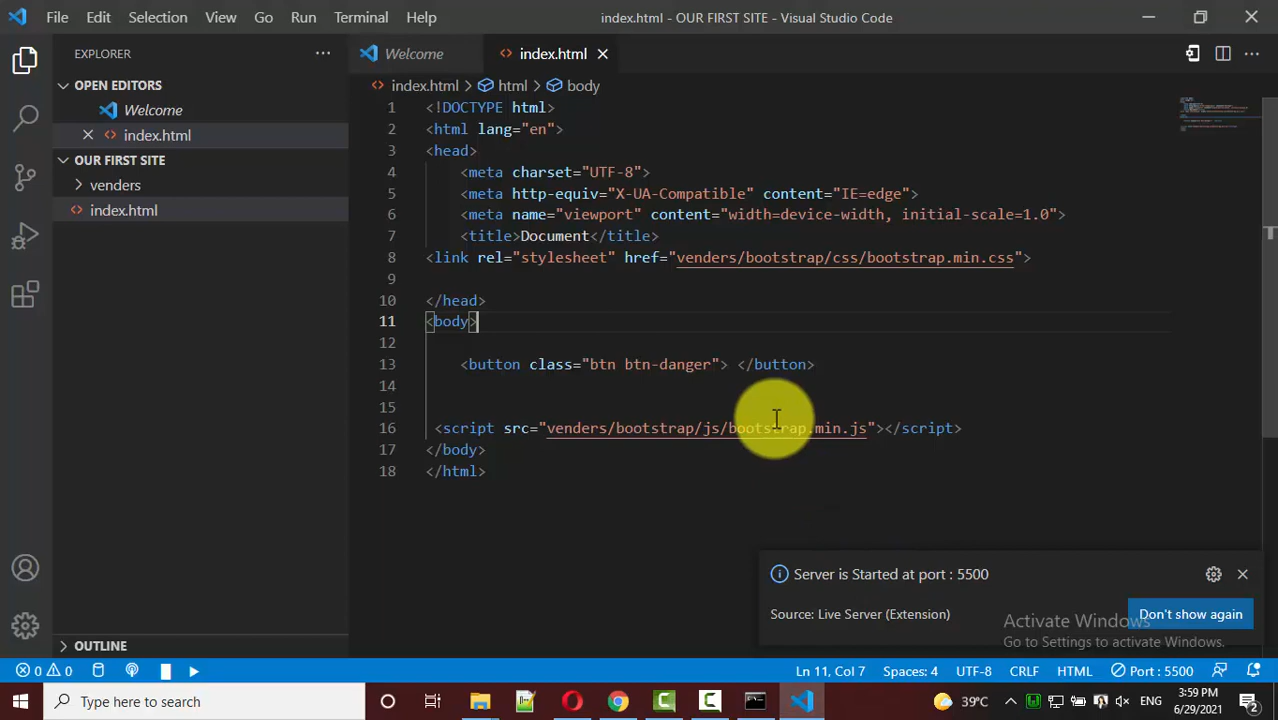 File Edit Selection View Go Run Terminal Help
index.html - OUR FIRST SITE - Visual Studio Code
EXPLORER
OPEN EDITORS
Welcome
index.html
OUR FIRST SITE
venders
index.html
OUTLINE
Welcome
index.html
index.html > html > body
1 <!DOCTYPE html>
2 <html lang="en">
3 <head>
4 <meta charset="UTF-8">
5 <meta http-equiv="X-UA-Compatible" content="IE=edge">
6 <meta name="viewport" content="width=device-width, initial-scale=1.0">
7 <title>Document</title>
8 <link rel="stylesheet" href="venders/bootstrap/css/bootstrap.min.css">
9
10 </head>
11 <body>
12
13 <button class="btn btn-danger"> </button>
14
15
16 <script src="venders/bootstrap/js/bootstrap.min.js"></script>
17 </body>
18 </html>
Server is Started at port : 5500
Source: Live Server (Extension)
Don't show again
Activate Windows
Go to Settings to activate Windows.
0 0
Ln 11, Col 7 Spaces: 4 UTF-8 CRLF HTML Port : 5500
Type here to search
39°C ENG
3:59 PM
6/29/2021
2